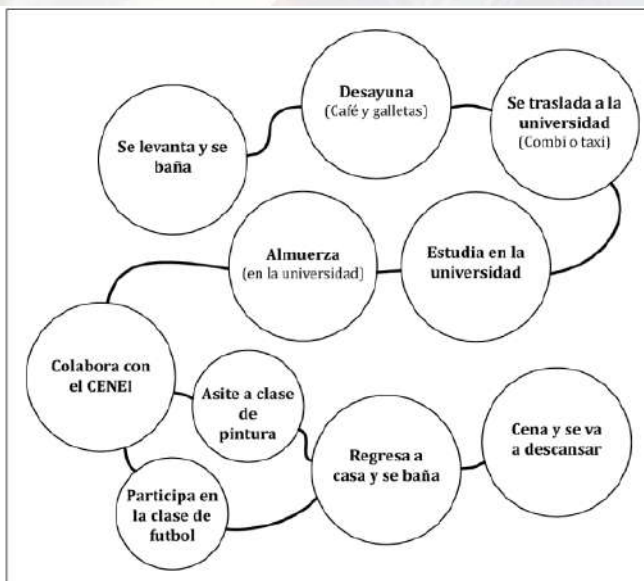 Se levanta y se
baña
Desayuna
(Café y galletas)
Se traslada a la
universidad
(Combi o taxi)
Estudia en la
universidad
Almuerza
(en la universidad)
Colabora con
el CENEI
Asite a clase
de
pintura
Participa en
la clase de
futbol
Regresa a
casa y se baña
Cena y se va
a descansar